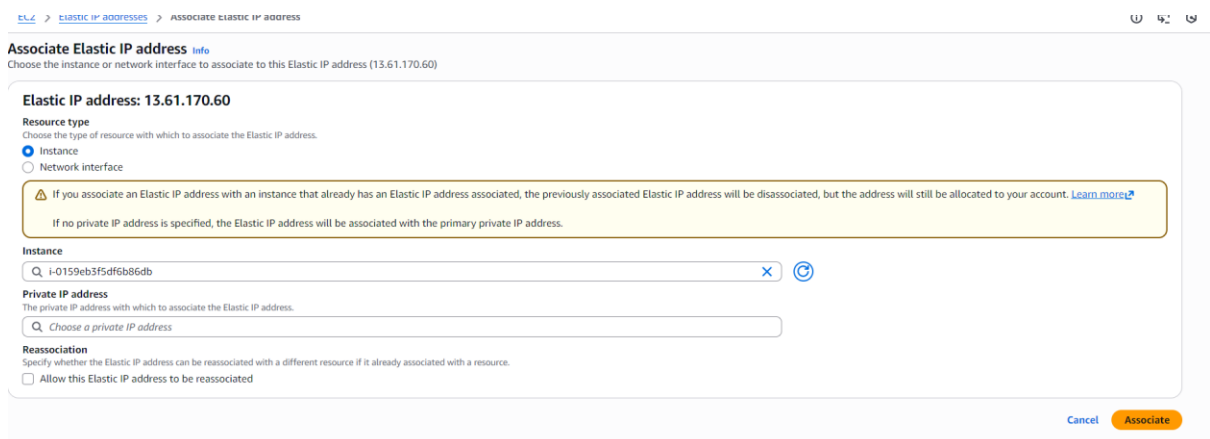 EC2 > Elastic IP addresses > Associate Elastic IP address
Associate Elastic IP address Info
Choose the instance or network interface to associate to this Elastic IP address (13.61.170.60)
Elastic IP address: 13.61.170.60
Resource type
Choose the type of resource with which to associate the Elastic IP address.
Instance
Network interface
If you associate an Elastic IP address with an instance that already has an Elastic IP address associated, the previously associated Elastic IP address will be disassociated, but the address will still be allocated to your account. Learn more
If no private IP address is specified, the Elastic IP address will be associated with the primary private IP address.
Instance
i-0159eb3f5df6b86db
Private IP address
The private IP address with which to associate the Elastic IP address.
Choose a private IP address
Reassociation
Specify whether the Elastic IP address can be reassociated with a different resource if it already associated with a resource.
Allow this Elastic IP address to be reassociated
Cancel Associate